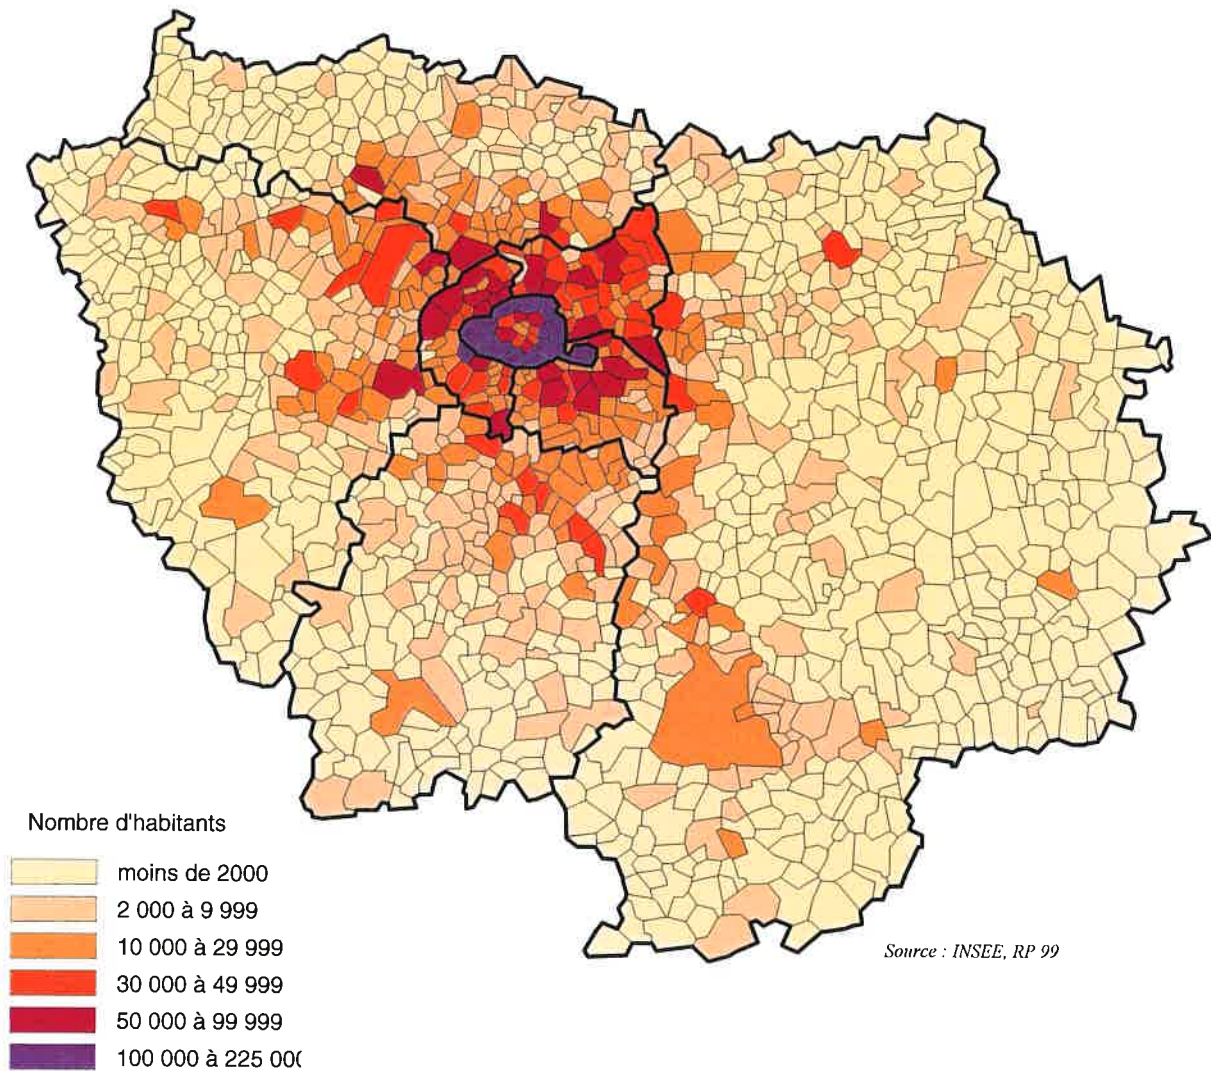 Nombre d'habitants
moins de 2000
2 000 à 9 999
10 000 à 29 999
30 000 à 49 999
50 000 à 99 999
100 000 à 225 00(
Source : INSEE, RP 99